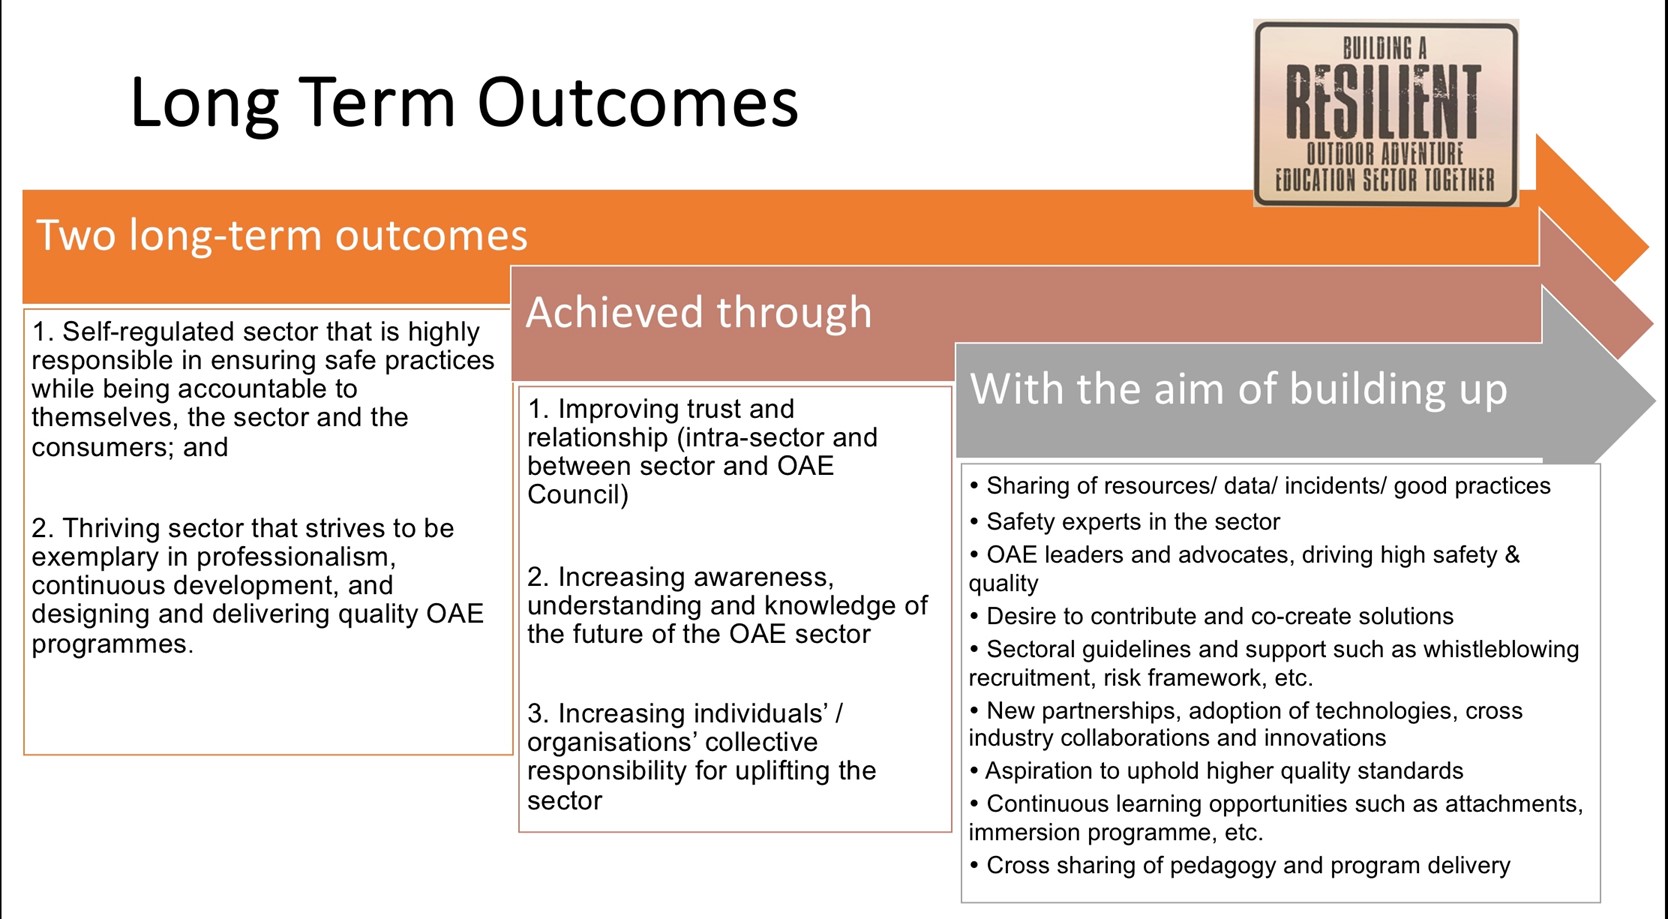 Long Term Outcomes
BUILDING A
RESILIENT
OUTDOOR ADVENTURE
EDUCATION SECTOR TOGETHER
Two long-term outcomes
1. Self-regulated sector that is highly
responsible in ensuring safe practices
while being accountable to
themselves, the sector and the
consumers; and
2. Thriving sector that strives to be
exemplary in professionalism,
continuous development, and
designing and delivering quality OAE
programmes.
Achieved through
1. Improving trust and
relationship (intra-sector and
between sector and OAE
Council)
2. Increasing awareness,
understanding and knowledge of
the future of the OAE sector
3. Increasing individuals’ /
organisations’ collective
responsibility for uplifting the
sector
With the aim of building up
• Sharing of resources/ data/ incidents/ good practices
• Safety experts in the sector
• OAE leaders and advocates, driving high safety &
quality
• Desire to contribute and co-create solutions
• Sectoral guidelines and support such as whistleblowing
recruitment, risk framework, etc.
• New partnerships, adoption of technologies, cross
industry collaborations and innovations
• Aspiration to uphold higher quality standards
• Continuous learning opportunities such as attachments,
immersion programme, etc.
• Cross sharing of pedagogy and program delivery